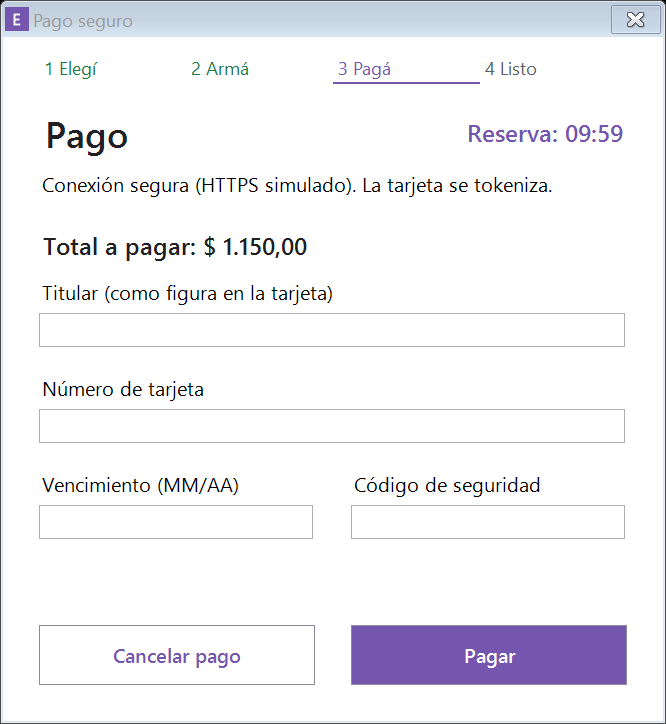 E Pago seguro
1 Elegí 2 Armá 3 Pagá 4 Listo
Pago Reserva: 09:59
Conexión segura (HTTPS simulado). La tarjeta se tokeniza.
Total a pagar: $ 1.150,00
Titular (como figura en la tarjeta)
Número de tarjeta
Vencimiento (MM/AA) Código de seguridad
Cancelar pago Pagar